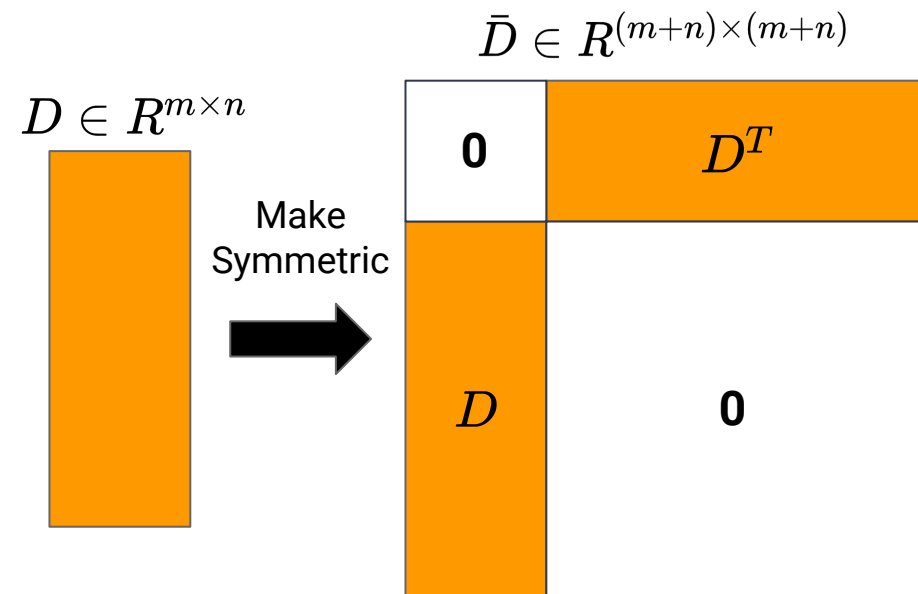 D̄ ∈ R^{(m+n)×(m+n)}
D ∈ R^{m×n}
0
D^T
Make
Symmetric
D
0